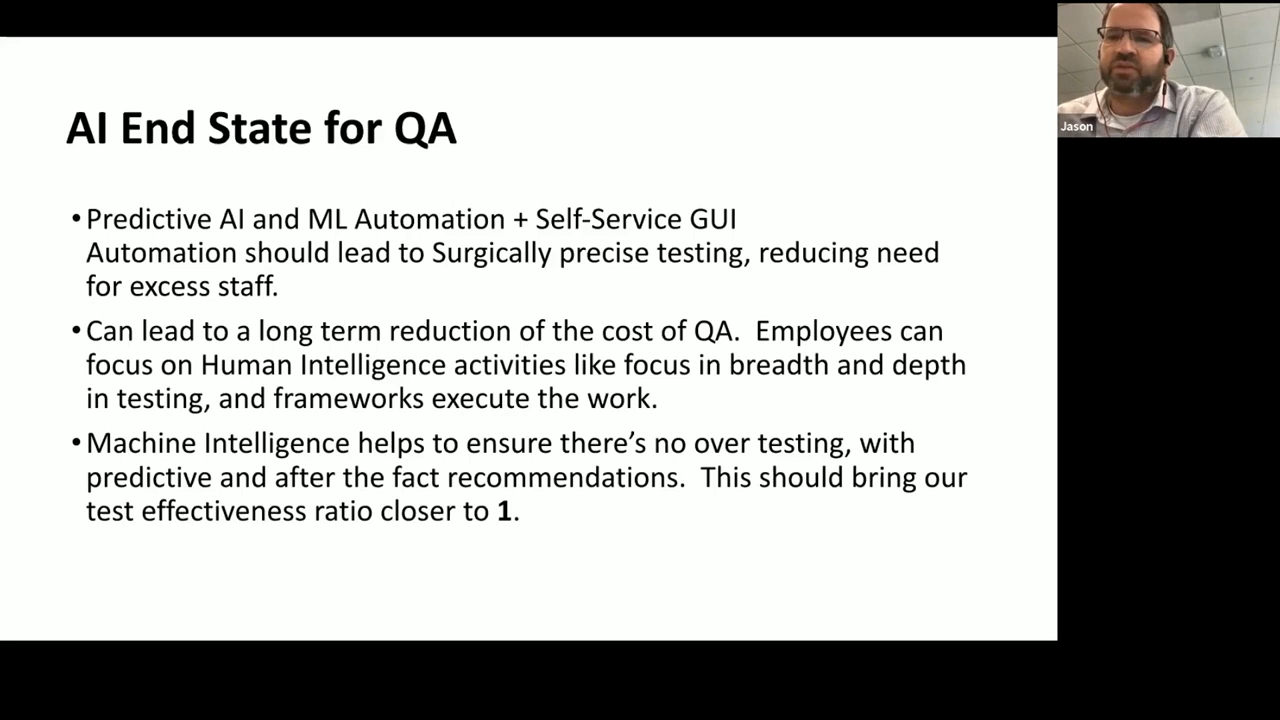 AI End State for QA
• Predictive AI and ML Automation + Self-Service GUI
Automation should lead to Surgically precise testing, reducing need
for excess staff.
• Can lead to a long term reduction of the cost of QA.  Employees can
focus on Human Intelligence activities like focus in breadth and depth
in testing, and frameworks execute the work.
• Machine Intelligence helps to ensure there’s no over testing, with
predictive and after the fact recommendations.  This should bring our
test effectiveness ratio closer to 1.
Jason